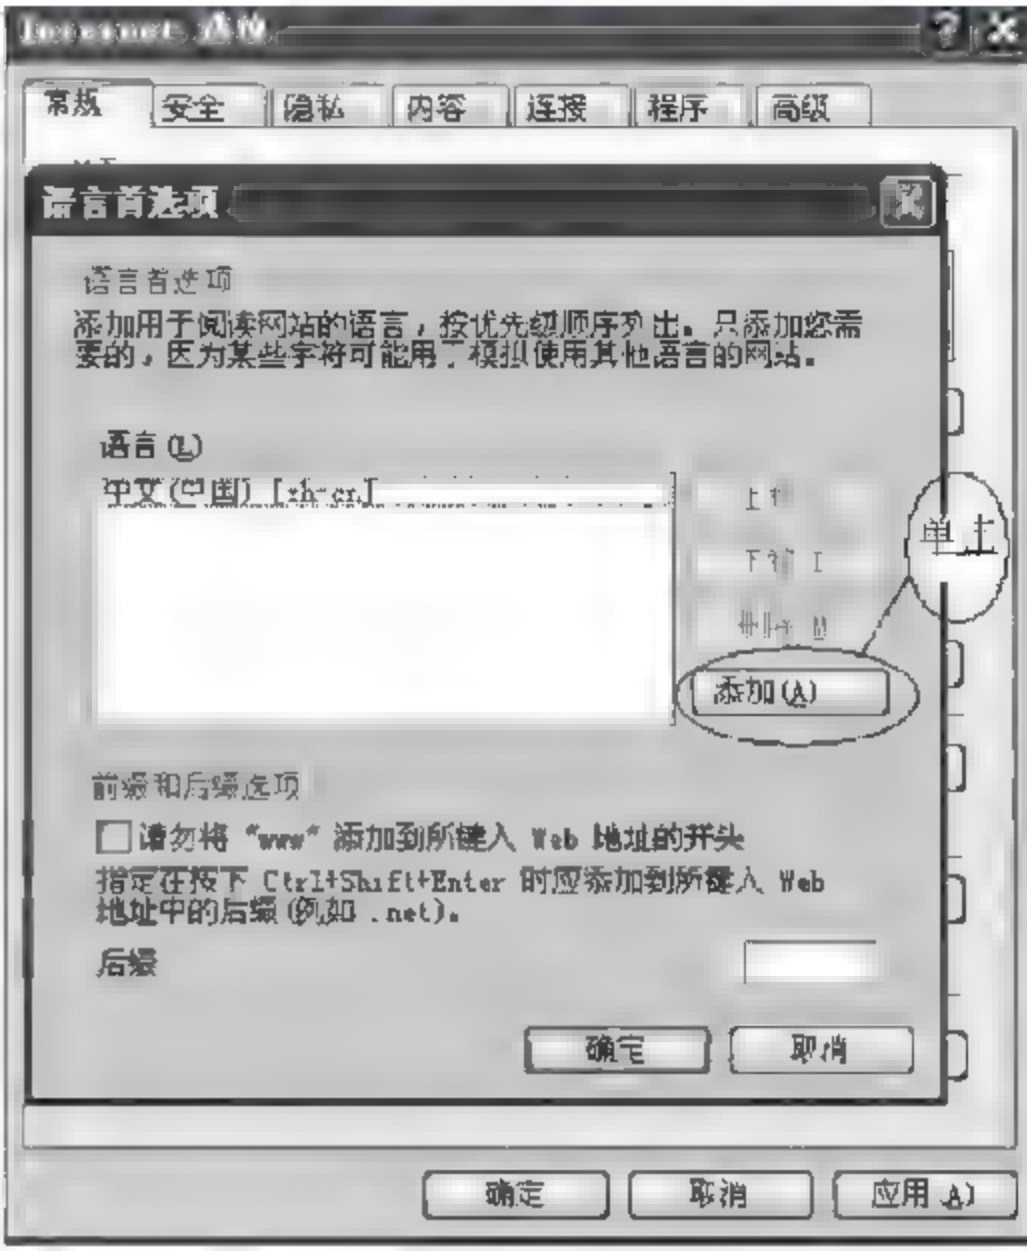 Internet 选项
常规 安全 隐私 内容 连接 程序 高级
语言首选项
语言首选项
添加用于阅读网站的语言，按优先级顺序列出。只添加您需
要的，因为某些字符可能用于模拟使用其他语言的网站。
语言(L)
中文(中国) [zh-cn]
上移
下移
删除
单击
添加(A)
前缀和后缀选项
请勿将“www”添加到所键入 Web 地址的开头
指定在按下 Ctrl+Shift+Enter 时应添加到所键入 Web
地址中的后缀(例如 .net)。
后缀
确定 取消
确定 取消 应用(A)